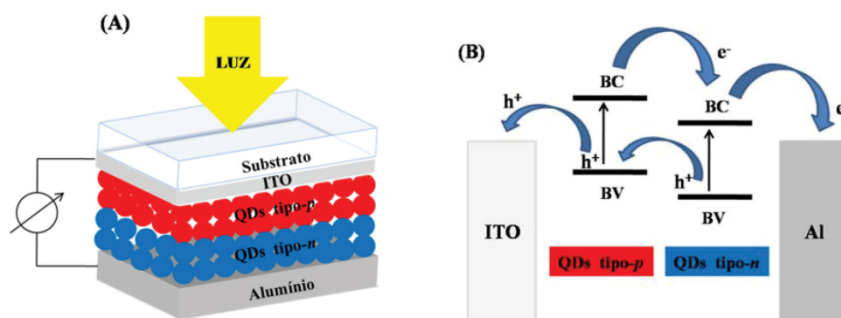 (A)
LUZ
Substrato
ITO
QDs tipo-p
QDs tipo-n
Alumínio
(B)
e-
BC
h+
BC
e
h+
h+
BV
BV
ITO
Al
QDs tipo-p
QDs tipo-n